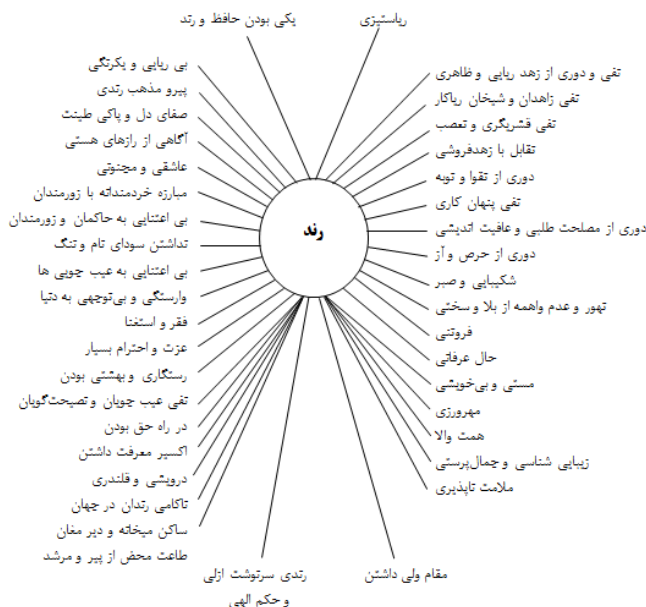 ریاستیزی
یکی بودن حافظ و رند
نفی و دوری از زهد ریایی و ظاهری
نفی زاهدان و شیخان ریاکار
نفی قشریگری و تعصب
تقابل با زهدفروشی
دوری از تقوا و توبه
نفی پنهان کاری
دوری از مصلحت طلبی و عافیت اندیشی
دوری از حرص و آز
شکیبایی و صبر
تهور و عدم واهمه از بلا و سختی
فروتنی
حال عرفانی
مستی و بی‌خویشی
مهرورزی
همت والا
زیبایی شناسی و جمال‌پرستی
ملامت ناپذیری
رند
بی ریایی و یکرنگی
پیرو مذهب رندی
صفای دل و پاکی طینت
آگاهی از رازهای هستی
عاشقی و مجنونی
مبارزه خردمندانه با زورمندان
بی اعتنایی به حاکمان و زورمندان
نداشتن سودای نام و ننگ
بی اعتنایی به عیب جویی ها
وارستگی و بی‌توجهی به دنیا
فقر و استغنا
عزت و احترام بسیار
رستگاری و بهشتی بودن
نفی عیب جویان و نصیحت‌گویان
در راه حق بودن
اکسیر معرفت داشتن
درویشی و قلندری
ناکامی رندان در جهان
ساکن میخانه و دیر مغان
طاعت محض از پیر و مرشد
مقام ولی داشتن
رندی سرنوشت ازلی
و حکم الهی